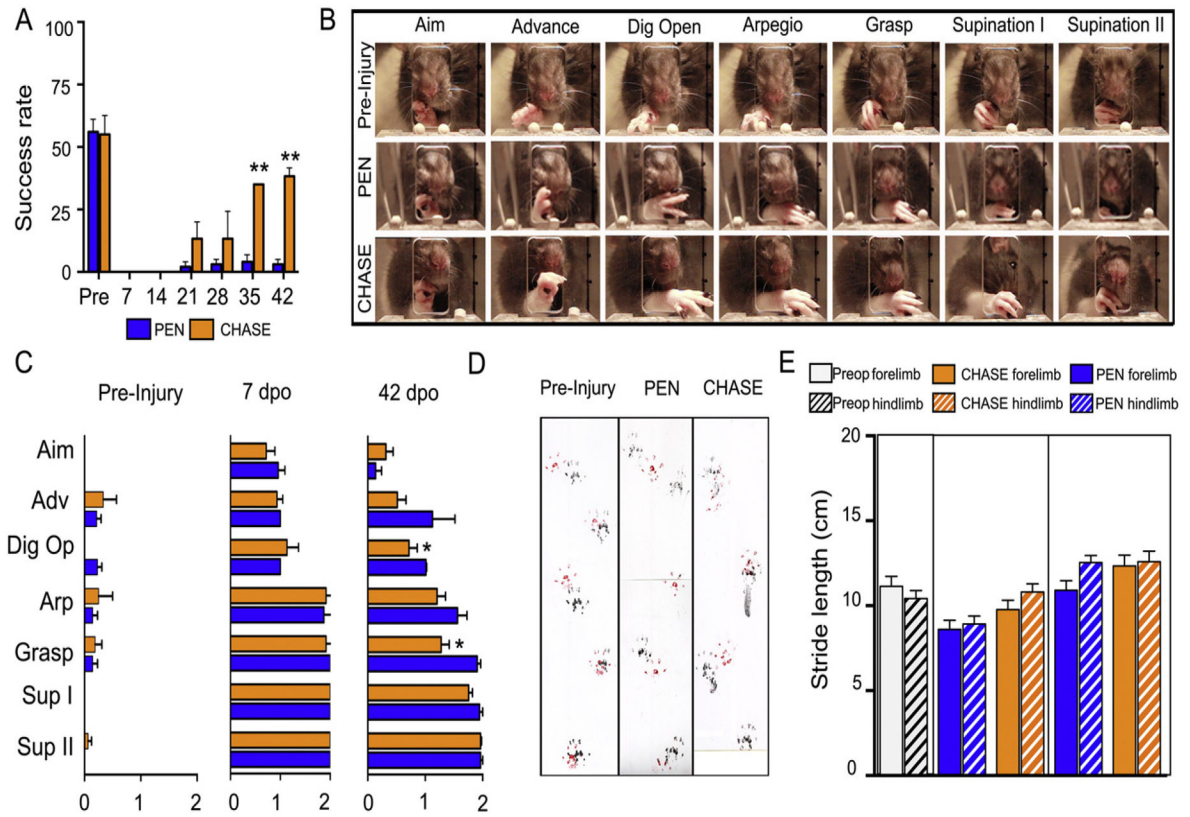 A
Success rate
100
75
50
25
0
** **
Pre 7 14 21 28 35 42
PEN CHASE
B
Aim Advance Dig Open Arpegio Grasp Supination I Supination II
Pre-Injury
PEN
CHASE
C
Pre-Injury 7 dpo 42 dpo
Aim
Adv
Dig Op *
Arp
Grasp *
Sup I
Sup II
0 1 2 0 1 2 0 1 2
D
Pre-Injury PEN CHASE
E
Preop forelimb CHASE forelimb PEN forelimb
Preop hindlimb CHASE hindlimb PEN hindlimb
Stride length (cm)
20
15
10
5
0